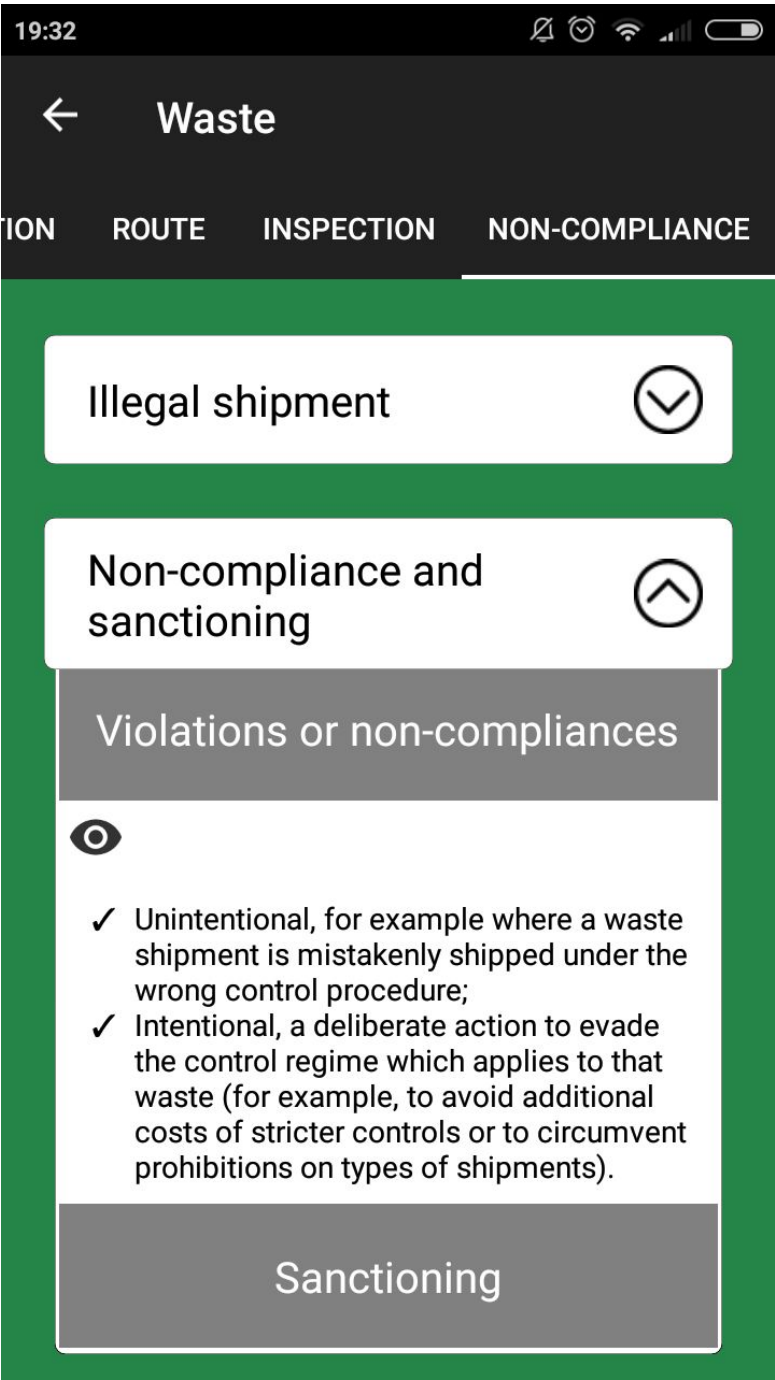 19:32
Waste
TION ROUTE INSPECTION NON-COMPLIANCE
Illegal shipment
Non-compliance and
sanctioning
Violations or non-compliances
✓ Unintentional, for example where a waste
shipment is mistakenly shipped under the
wrong control procedure;
✓ Intentional, a deliberate action to evade
the control regime which applies to that
waste (for example, to avoid additional
costs of stricter controls or to circumvent
prohibitions on types of shipments).
Sanctioning